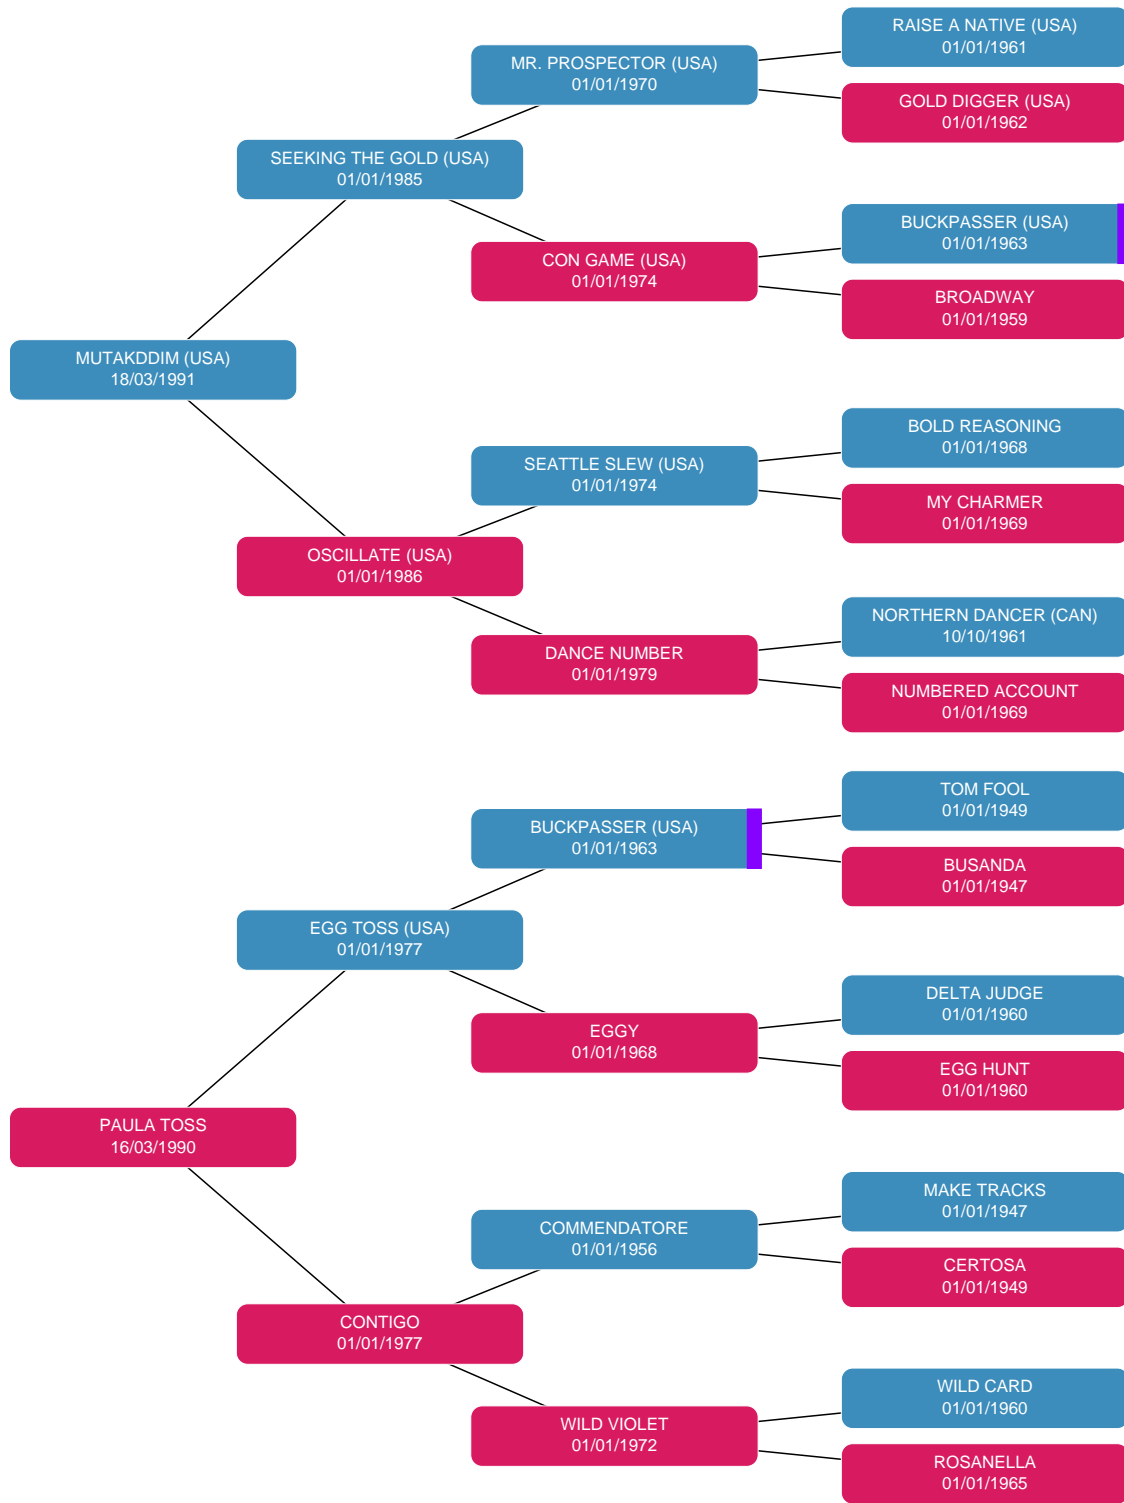 RAISE A NATIVE (USA)
01/01/1961
MR. PROSPECTOR (USA)
01/01/1970
GOLD DIGGER (USA)
01/01/1962
SEEKING THE GOLD (USA)
01/01/1985
BUCKPASSER (USA)
01/01/1963
CON GAME (USA)
01/01/1974
BROADWAY
01/01/1959
MUTAKDDIM (USA)
18/03/1991
BOLD REASONING
01/01/1968
SEATTLE SLEW (USA)
01/01/1974
MY CHARMER
01/01/1969
OSCILLATE (USA)
01/01/1986
NORTHERN DANCER (CAN)
10/10/1961
DANCE NUMBER
01/01/1979
NUMBERED ACCOUNT
01/01/1969
TOM FOOL
01/01/1949
BUCKPASSER (USA)
01/01/1963
BUSANDA
01/01/1947
EGG TOSS (USA)
01/01/1977
DELTA JUDGE
01/01/1960
EGGY
01/01/1968
EGG HUNT
01/01/1960
PAULA TOSS
16/03/1990
MAKE TRACKS
01/01/1947
COMMENDATORE
01/01/1956
CERTOSA
01/01/1949
CONTIGO
01/01/1977
WILD CARD
01/01/1960
WILD VIOLET
01/01/1972
ROSANELLA
01/01/1965